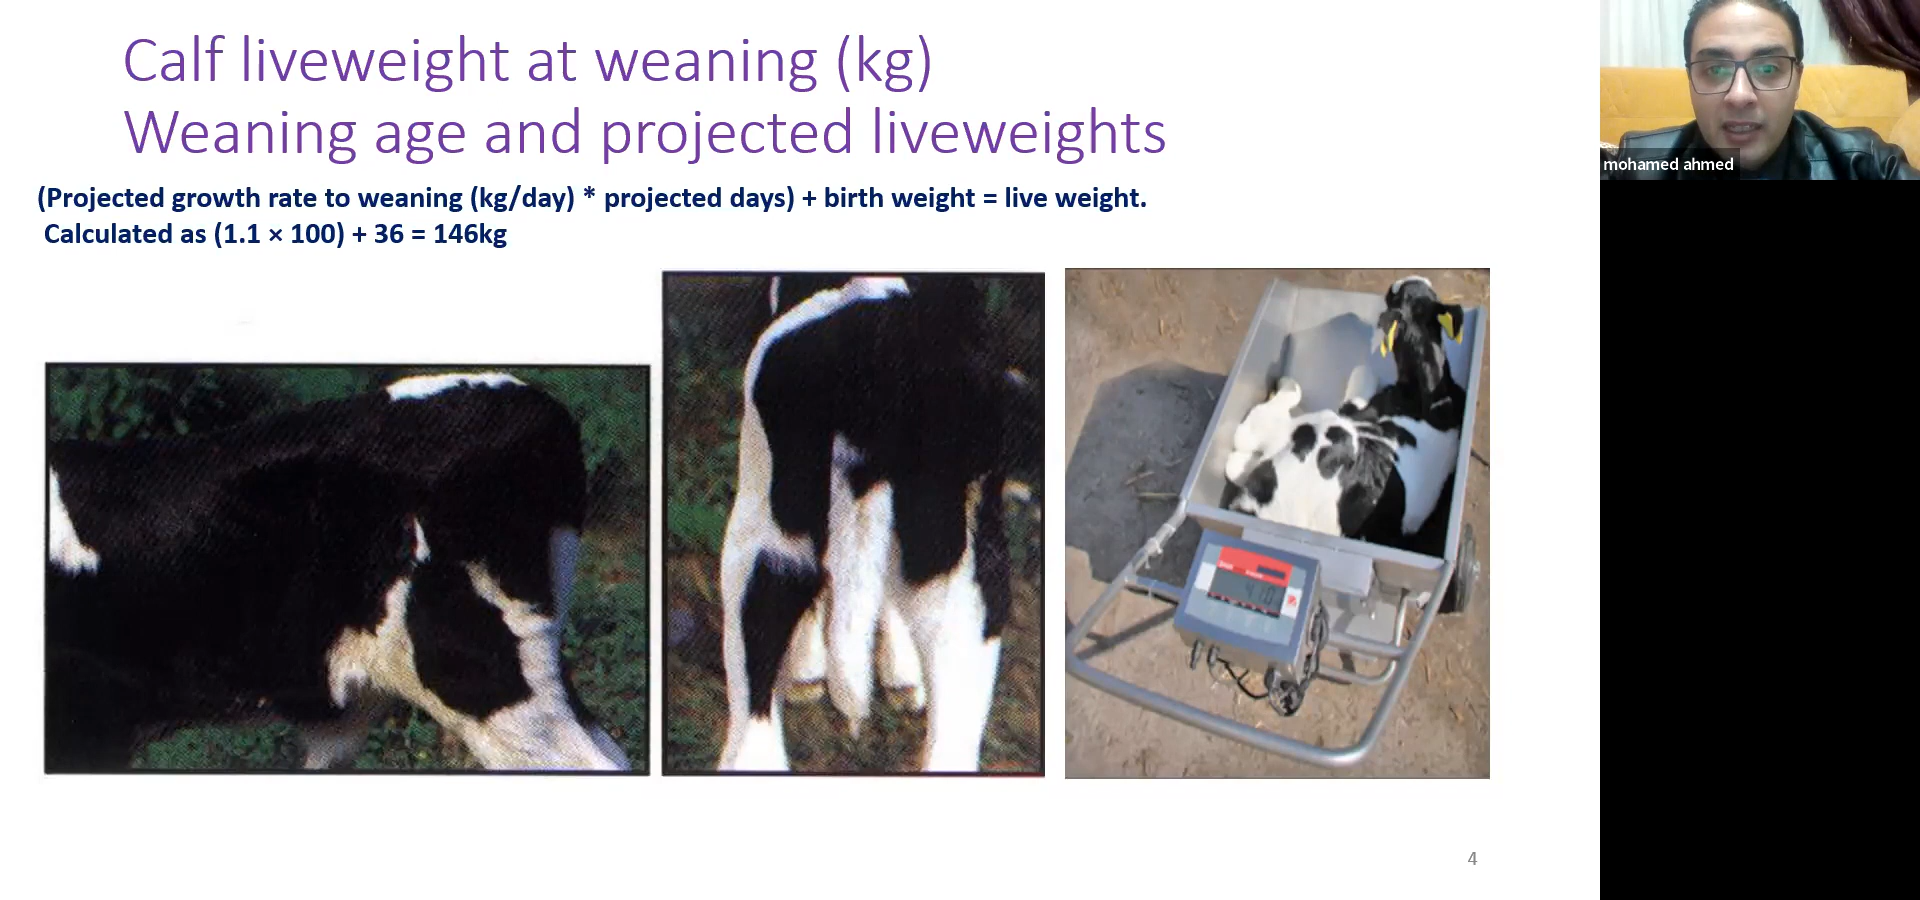 Calf liveweight at weaning (kg)
Weaning age and projected liveweights
(Projected growth rate to weaning (kg/day) * projected days) + birth weight = live weight.
Calculated as (1.1 × 100) + 36 = 146kg
mohamed ahmed
4